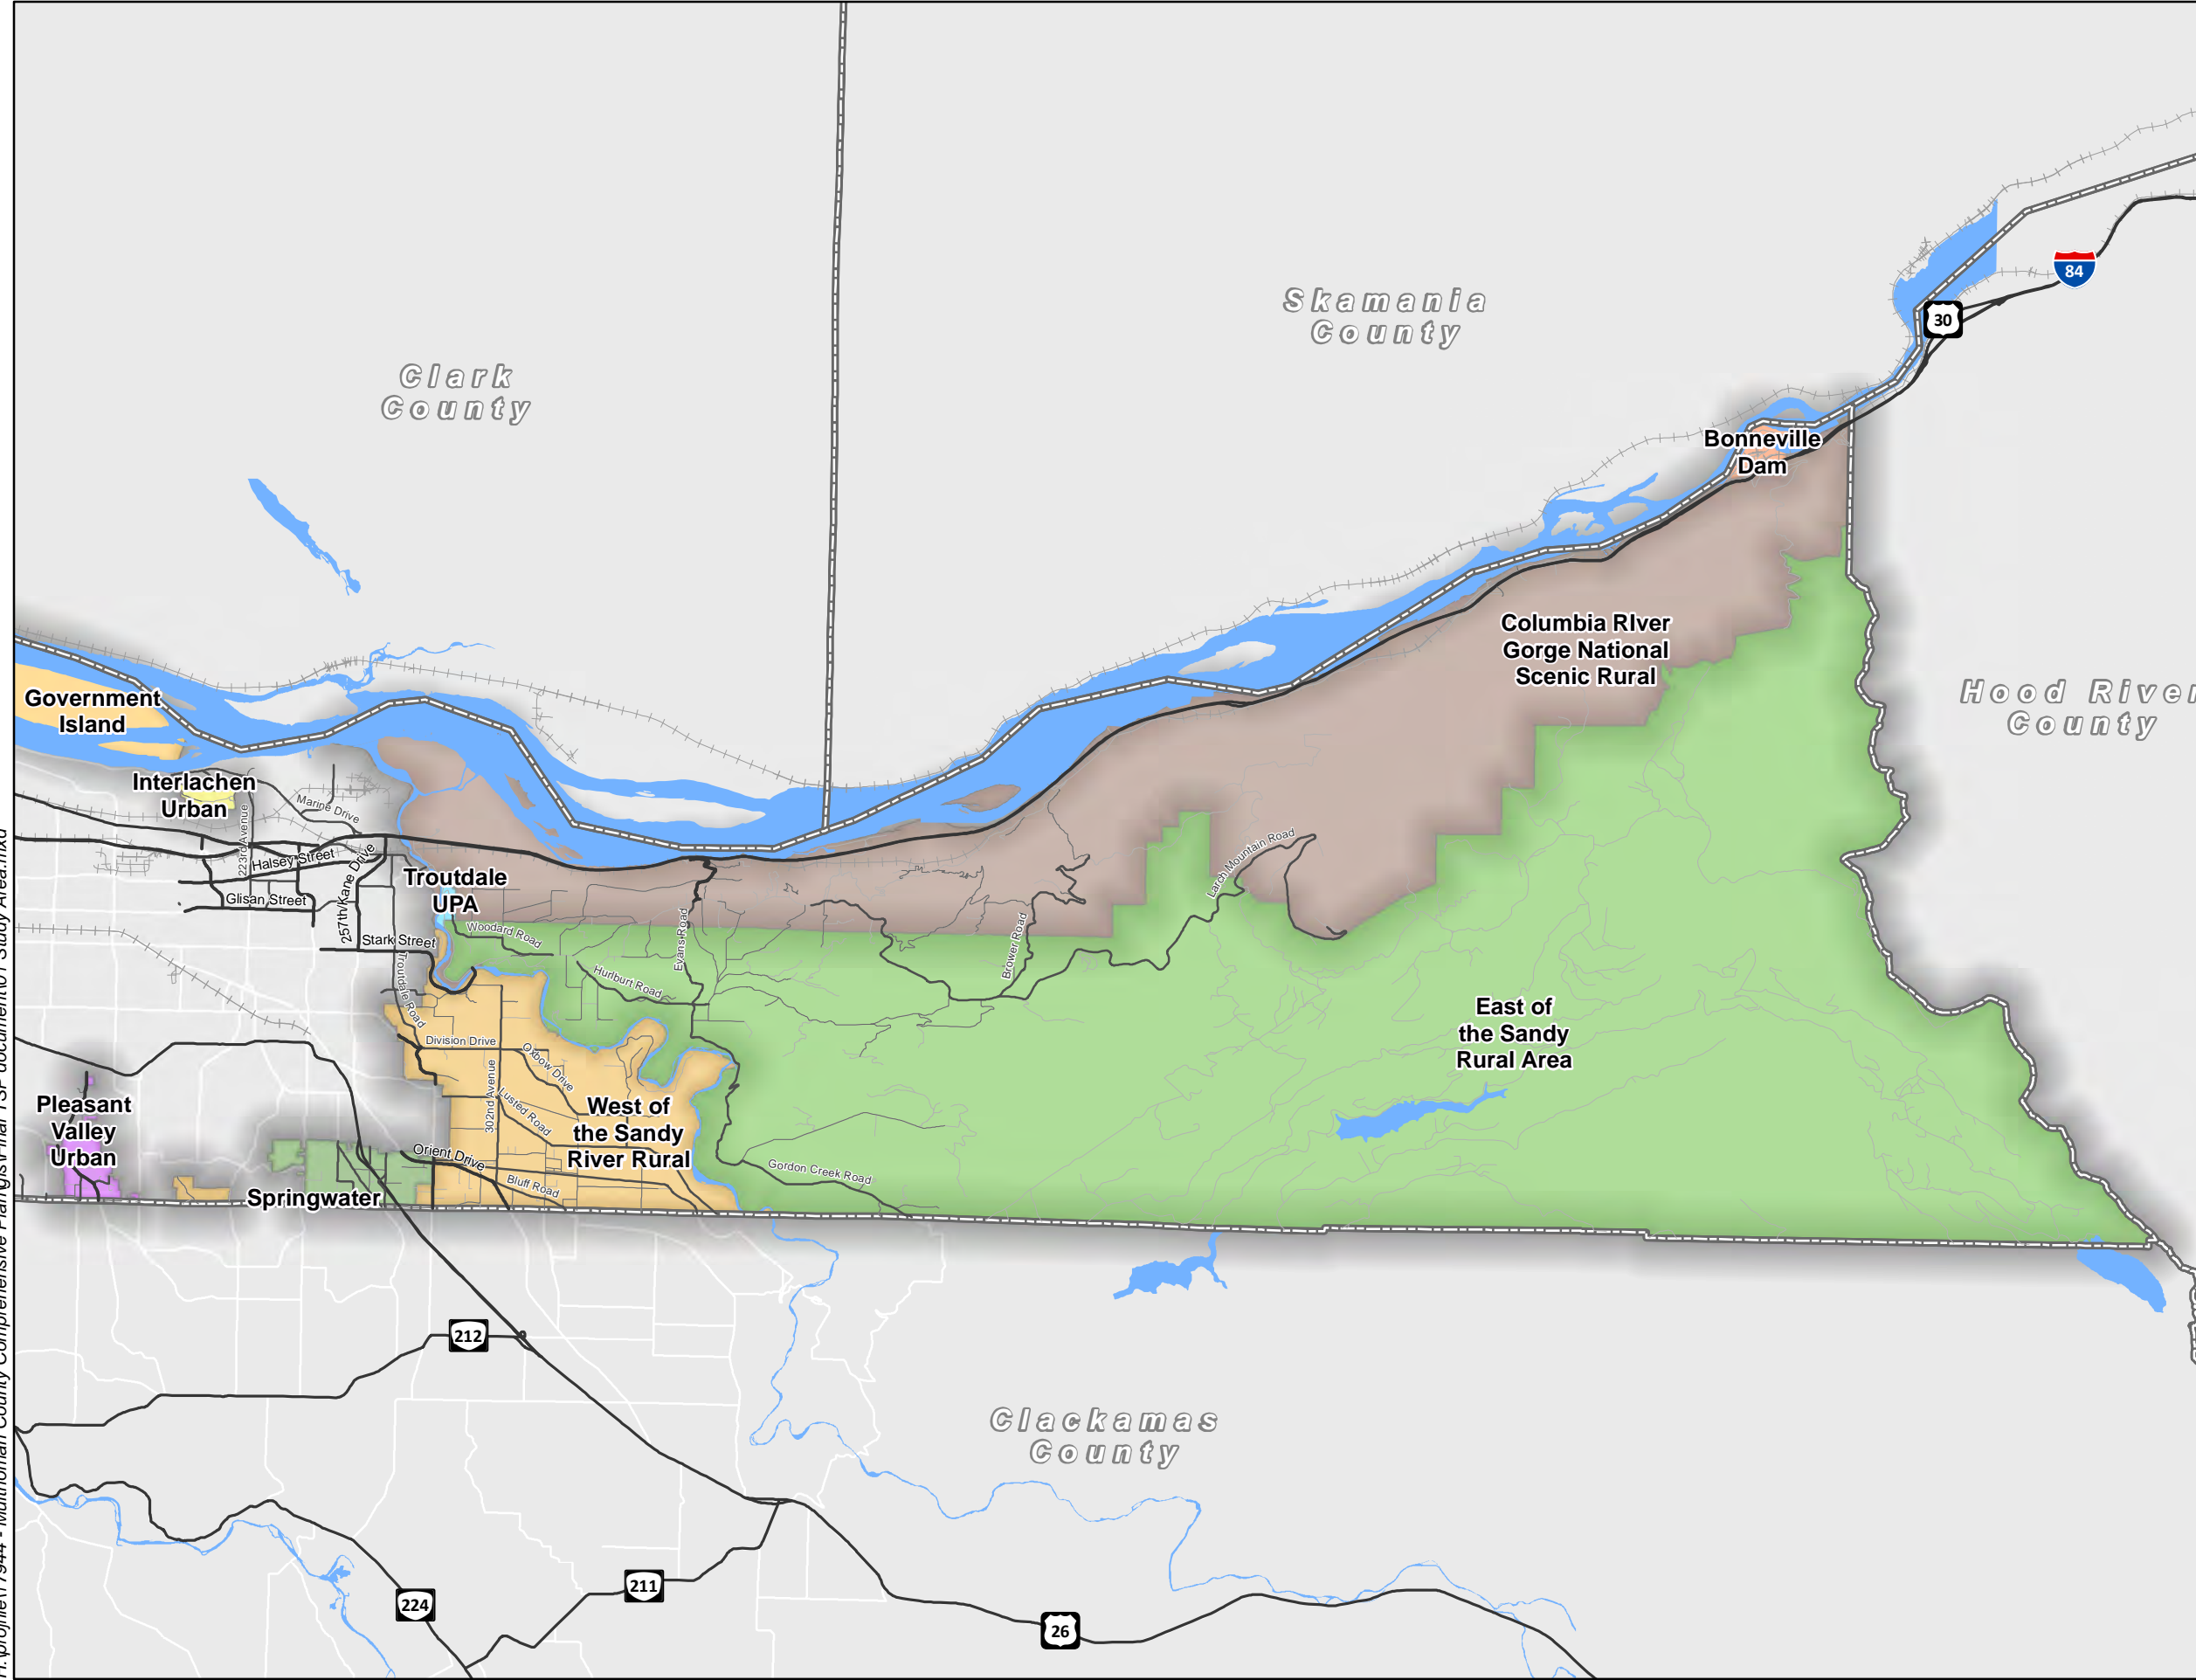 84
30
Skamania
County
Clark
County
Bonneville
Dam
Columbia RIver
Gorge National
Scenic Rural
Hood River
County
Government
Island
Interlachen
Urban
Marine Drive
223rd Avenue
Halsey Street
Glisan Street
257th/Kane Drive
Troutdale
UPA
Stark Street
Troutdale Road
Woodard Road
Evans Road
Hurlburt Road
Brower Road
Larch Mountain Road
East of
the Sandy
Rural Area
Division Drive
Oxbow Drive
302nd Avenue
Lusted Road
West of
the Sandy
River Rural
Pleasant
Valley
Urban
Orient Drive
Bluff Road
Gordon Creek Road
Springwater
212
Clackamas
County
211
224
26